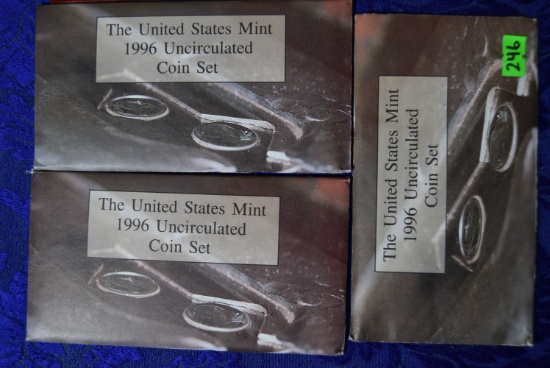 The United States Mint
1996 Uncirculated
Coin Set
The United States Mint
1996 Uncirculated
Coin Set
The United States Mint
1996 Uncirculated
Coin Set
246